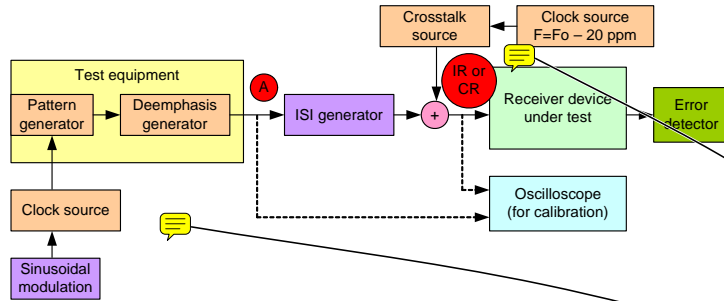 Crosstalk
source
Clock source
F=Fo – 20 ppm
Test equipment
Pattern
generator
Deemphasis
generator
A
ISI generator
+
IR or
CR
Receiver device
under test
Error
detector
Clock source
Oscilloscope
(for calibration)
Sinusoidal
modulation